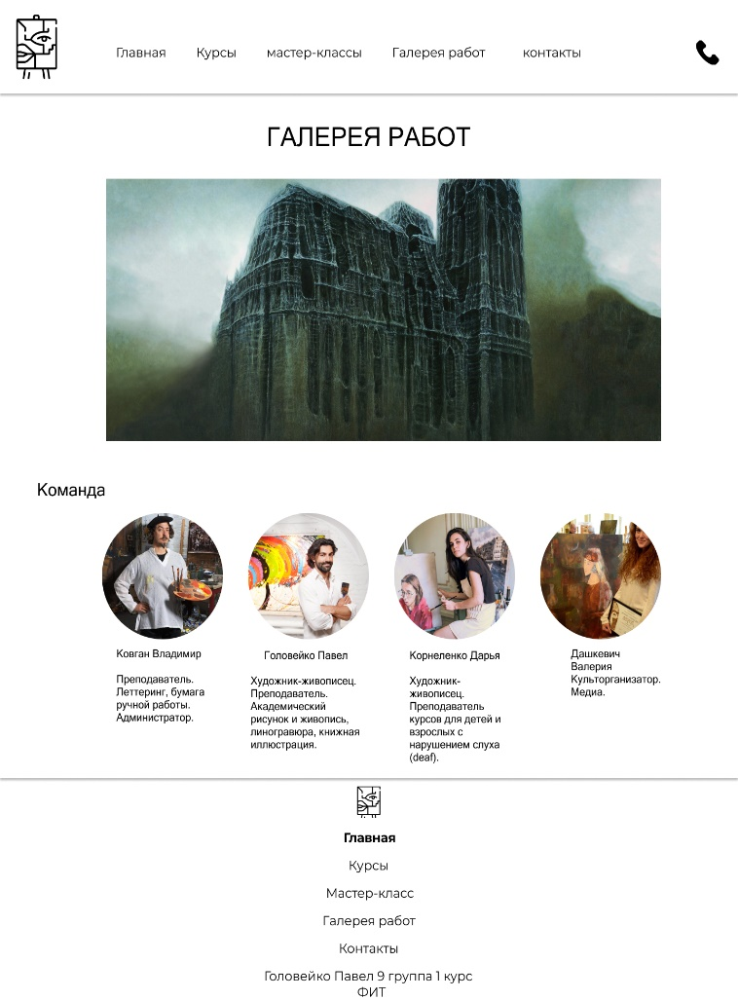 Главная Курсы мастер-классы Галерея работ контакты
ГАЛЕРЕЯ РАБОТ
Команда
Ковган Владимир
Преподаватель.
Леттеринг, бумага
ручной работы.
Администратор.
Головейко Павел
Художник-живописец.
Преподаватель.
Академический
рисунок и живопись,
линогравюра, книжная
иллюстрация.
Корнеленко Дарья
Художник-
живописец.
Преподаватель
курсов для детей и
взрослых с
нарушением слуха
(deaf).
Дашкевич
Валерия
Культорганизатор.
Медиа.
Главная
Курсы
Мастер-класс
Галерея работ
Контакты
Головейко Павел 9 группа 1 курс
ФИТ